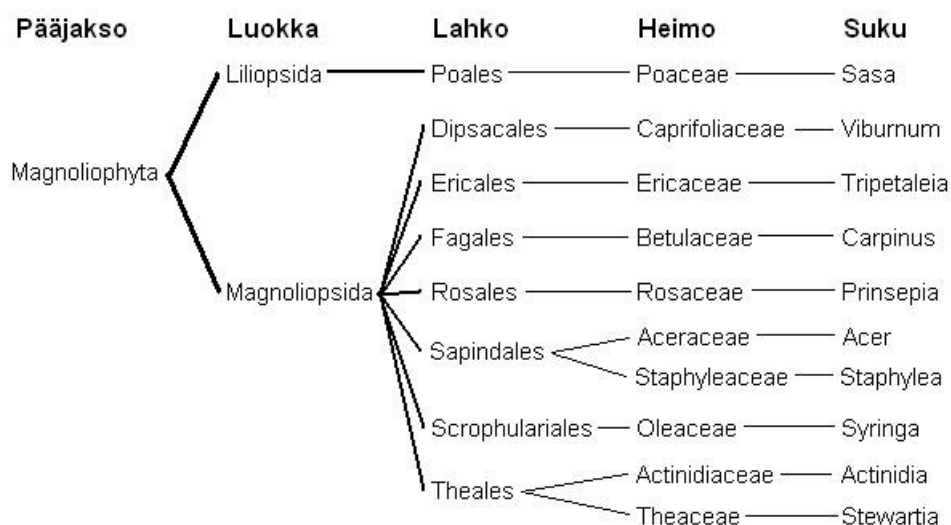 Pääjakso Luokka Lahko Heimo Suku
Liliopsida Poales Poaceae Sasa
Dipsacales Caprifoliaceae Viburnum
Magnoliophyta
Ericales Ericaceae Tripetaleia
Fagales Betulaceae Carpinus
Magnoliopsida Rosales Rosaceae Prinsepia
Aceraceae Acer
Sapindales
Staphyleaceae Staphylea
Scrophulariales Oleaceae Syringa
Actinidiaceae Actinidia
Theales
Theaceae Stewartia